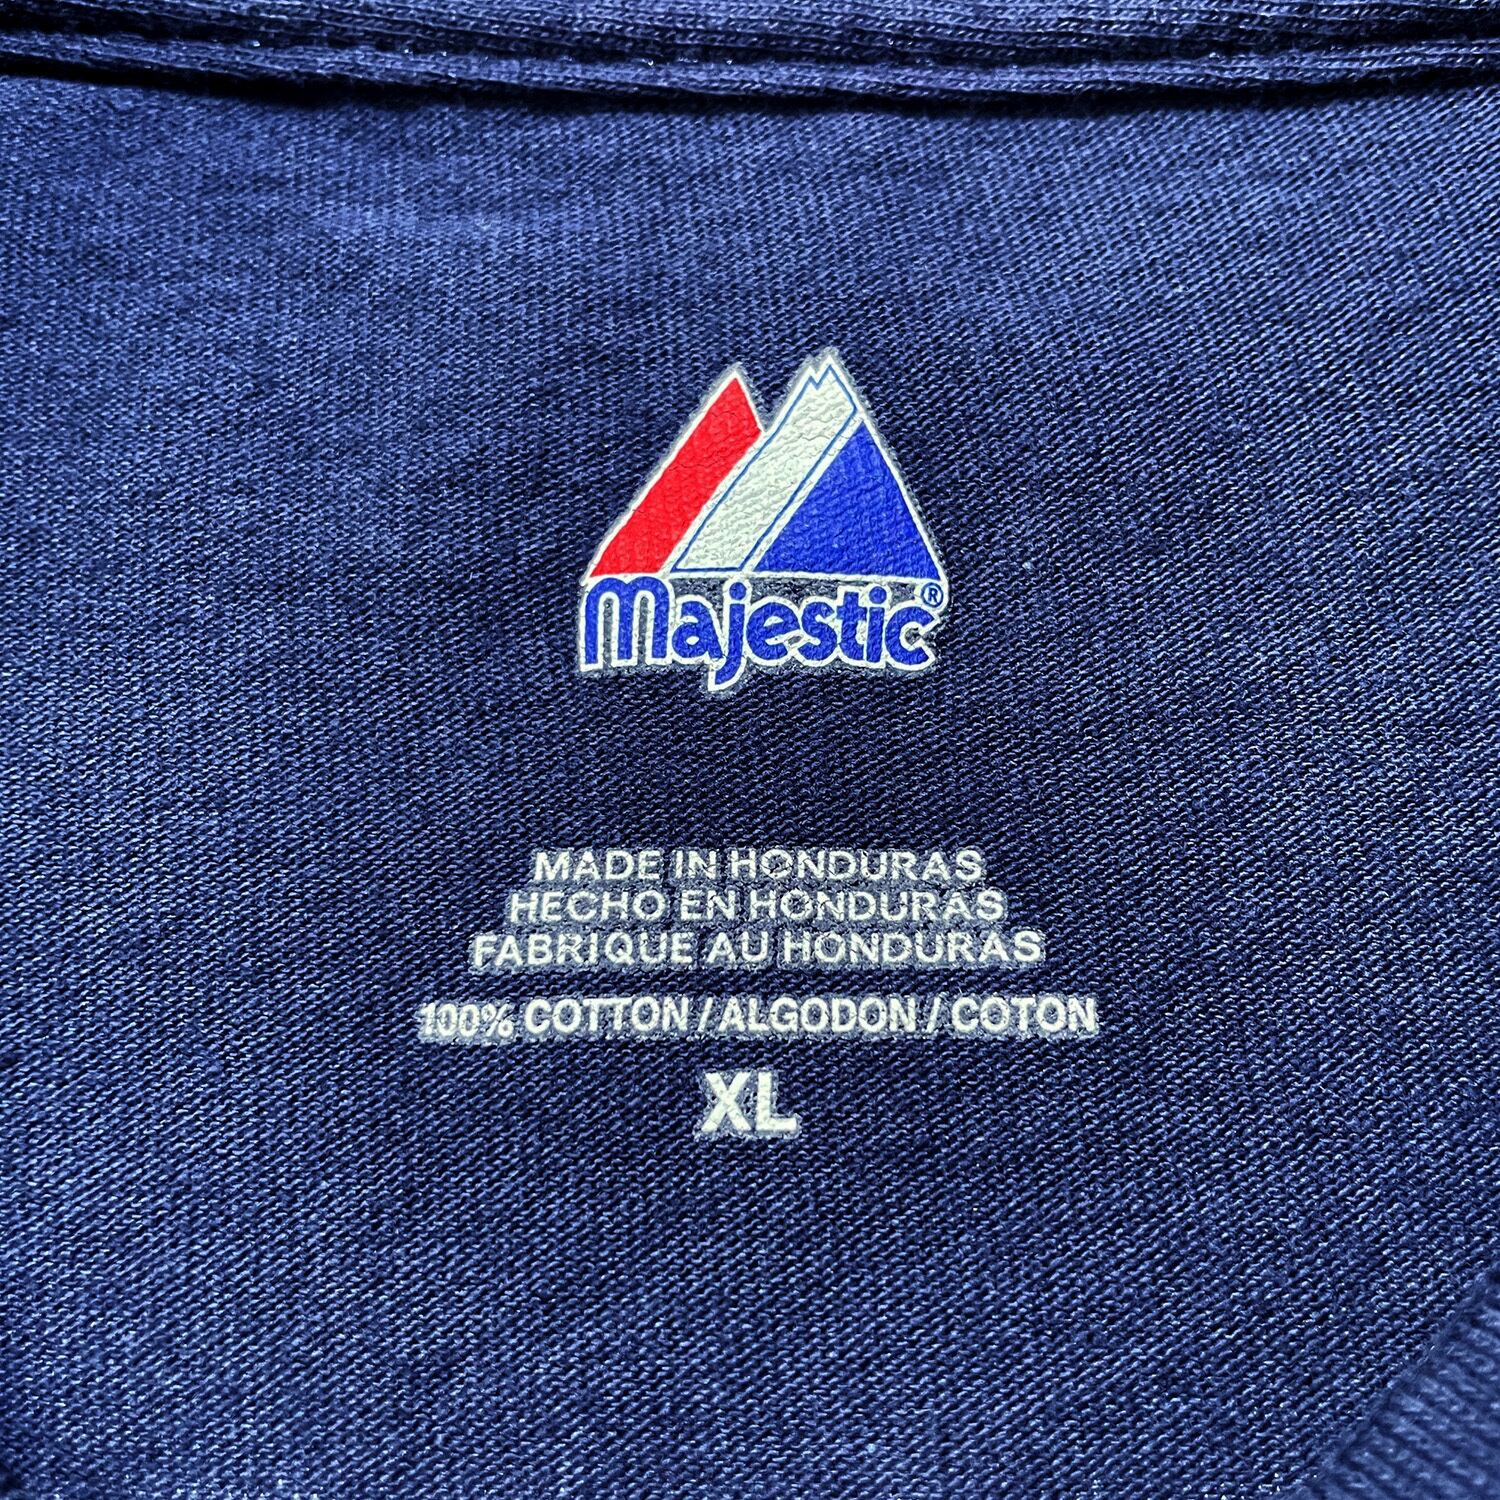 Majestic®
MADE IN HONDURAS
HECHO EN HONDURAS
FABRIQUE AU HONDURAS
100% COTTON / ALGODON / COTON
XL